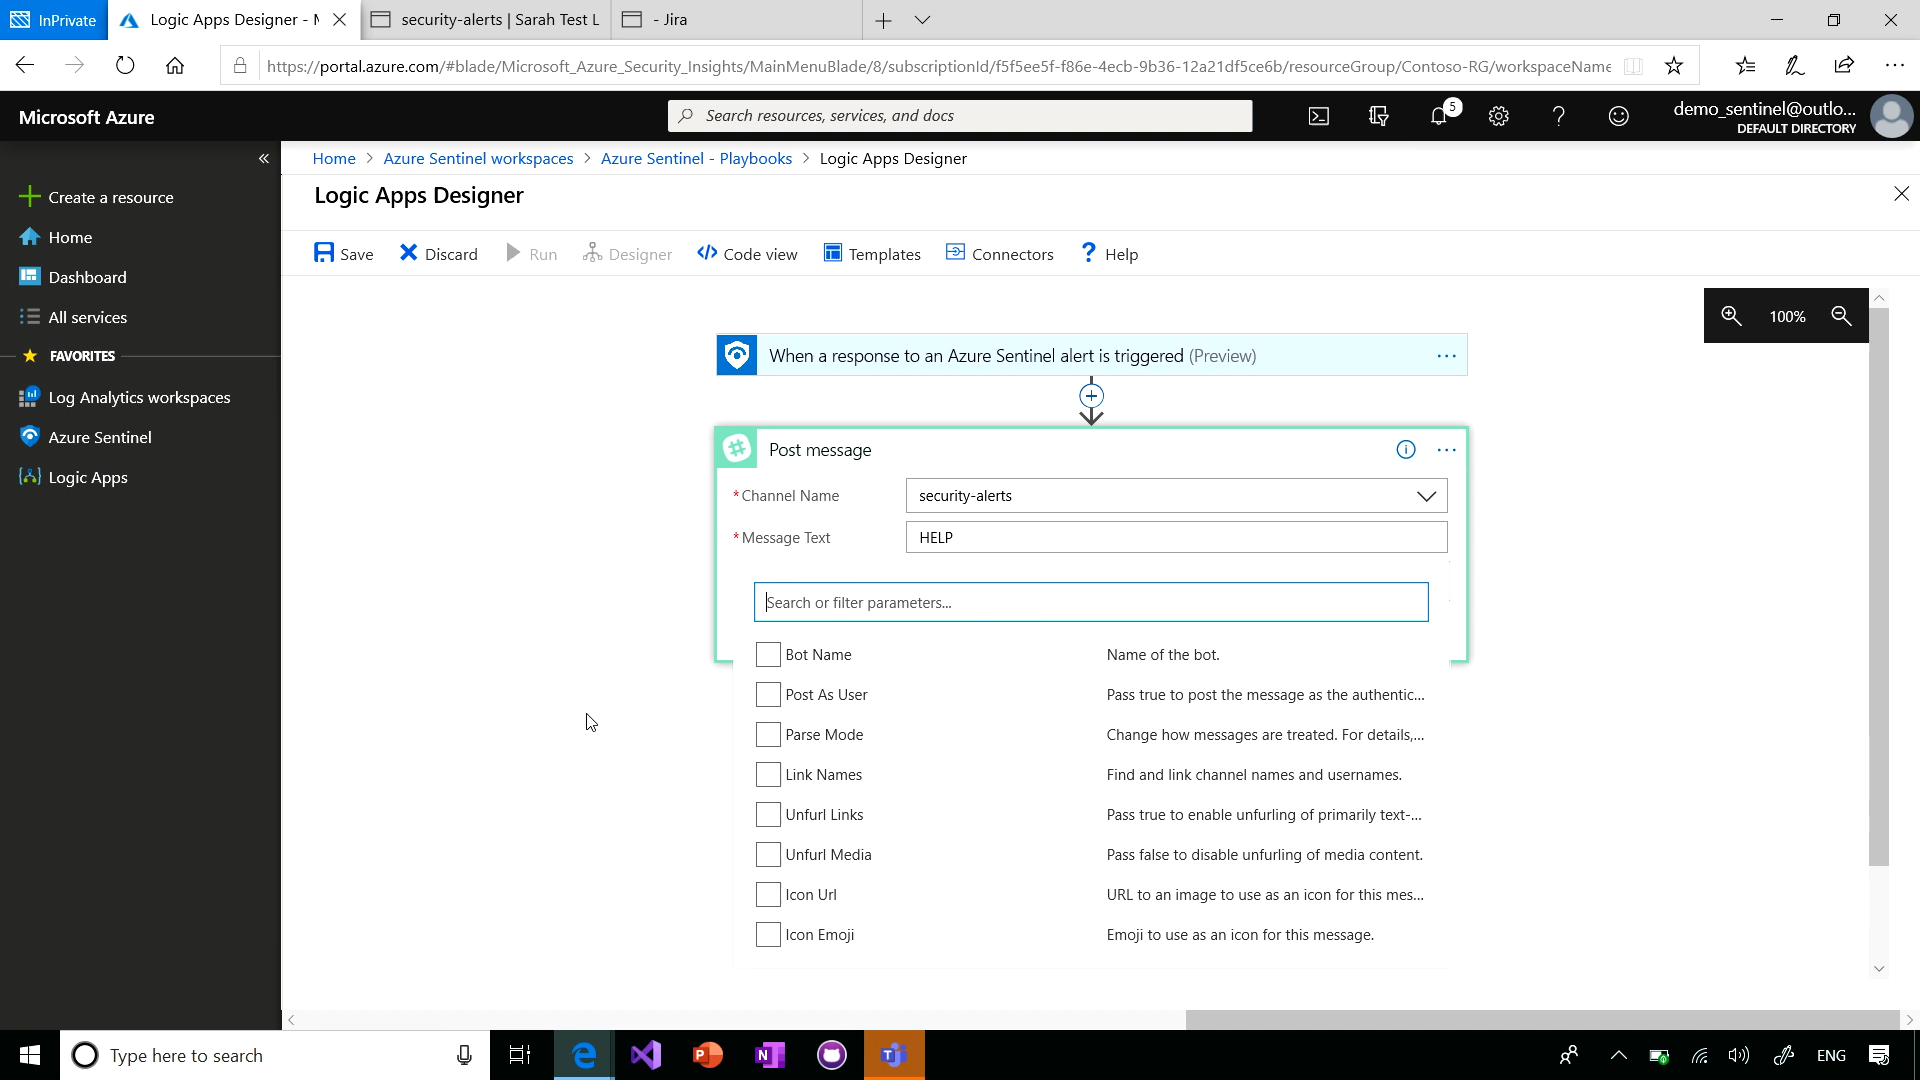 InPrivate
Logic Apps Designer - M
security-alerts | Sarah Test L
- Jira
https://portal.azure.com/#blade/Microsoft_Azure_Security_Insights/MainMenuBlade/8/subscriptionId/f5f5ee5f-f86e-4ecb-9b36-12a21df5ce6b/resourceGroup/Contoso-RG/workspaceName
Microsoft Azure
Search resources, services, and docs
5
demo_sentinel@outlo...
DEFAULT DIRECTORY
Create a resource
Home
Dashboard
All services
FAVORITES
Log Analytics workspaces
Azure Sentinel
Logic Apps
Home > Azure Sentinel workspaces > Azure Sentinel - Playbooks > Logic Apps Designer
Logic Apps Designer
Save
Discard
Run
Designer
Code view
Templates
Connectors
Help
100%
When a response to an Azure Sentinel alert is triggered (Preview)
Post message
*Channel Name
security-alerts
*Message Text
HELP
Search or filter parameters...
Bot Name Name of the bot.
Post As User Pass true to post the message as the authentic...
Parse Mode Change how messages are treated. For details,...
Link Names Find and link channel names and usernames.
Unfurl Links Pass true to enable unfurling of primarily text-...
Unfurl Media Pass false to disable unfurling of media content.
Icon Url URL to an image to use as an icon for this mes...
Icon Emoji Emoji to use as an icon for this message.
Type here to search
ENG